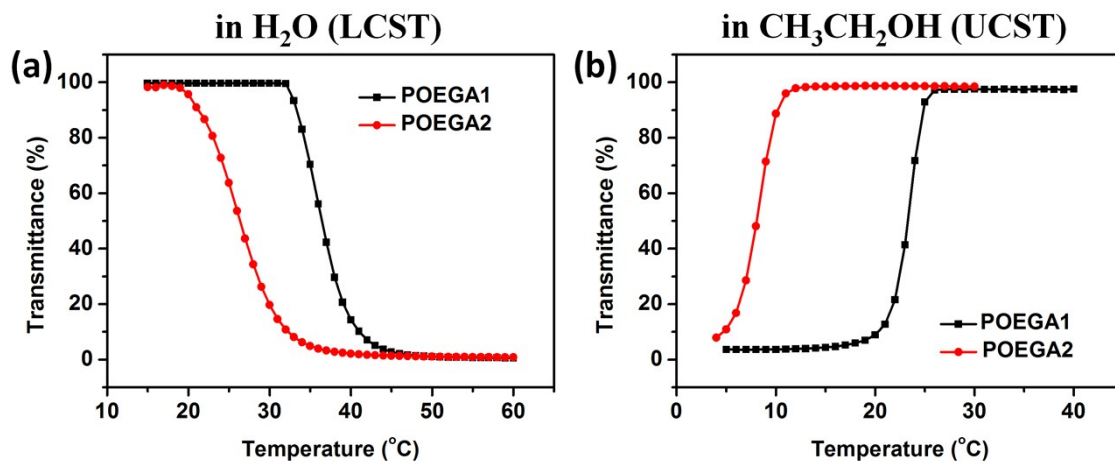 in H₂O (LCST)
in CH₃CH₂OH (UCST)
(a)
Transmittance (%)
100
80
60
40
20
0
POEGA1
POEGA2
10
20
30
40
50
60
Temperature (°C)
(b)
Transmittance (%)
100
80
60
40
20
0
POEGA1
POEGA2
0
10
20
30
40
Temperature (°C)